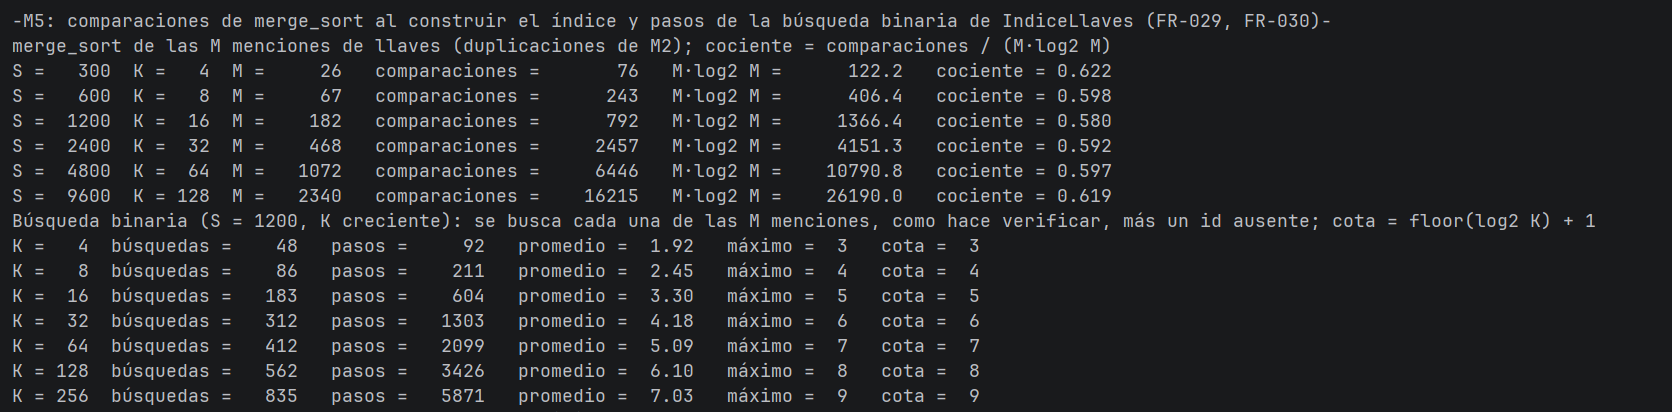 -M5: comparaciones de merge_sort al construir el índice y pasos de la búsqueda binaria de IndiceLlaves (FR-029, FR-030)-
merge_sort de las M menciones de llaves (duplicaciones de M2); cociente = comparaciones / (M·log2 M)
S =   300  K =   4  M =     26   comparaciones =       76   M·log2 M =      122.2   cociente = 0.622
S =   600  K =   8  M =     67   comparaciones =      243   M·log2 M =      406.4   cociente = 0.598
S =  1200  K =  16  M =    182   comparaciones =      792   M·log2 M =     1366.4   cociente = 0.580
S =  2400  K =  32  M =    468   comparaciones =     2457   M·log2 M =     4151.3   cociente = 0.592
S =  4800  K =  64  M =   1072   comparaciones =     6446   M·log2 M =    10790.8   cociente = 0.597
S =  9600  K = 128  M =   2340   comparaciones =    16215   M·log2 M =    26190.0   cociente = 0.619
Búsqueda binaria (S = 1200, K creciente): se busca cada una de las M menciones, como hace verificar, más un id ausente; cota = floor(log2 K) + 1
K =   4  búsquedas =    48   pasos =     92   promedio =  1.92   máximo =  3   cota =  3
K =   8  búsquedas =    86   pasos =    211   promedio =  2.45   máximo =  4   cota =  4
K =  16  búsquedas =   183   pasos =    604   promedio =  3.30   máximo =  5   cota =  5
K =  32  búsquedas =   312   pasos =   1303   promedio =  4.18   máximo =  6   cota =  6
K =  64  búsquedas =   412   pasos =   2099   promedio =  5.09   máximo =  7   cota =  7
K = 128  búsquedas =   562   pasos =   3426   promedio =  6.10   máximo =  8   cota =  8
K = 256  búsquedas =   835   pasos =   5871   promedio =  7.03   máximo =  9   cota =  9